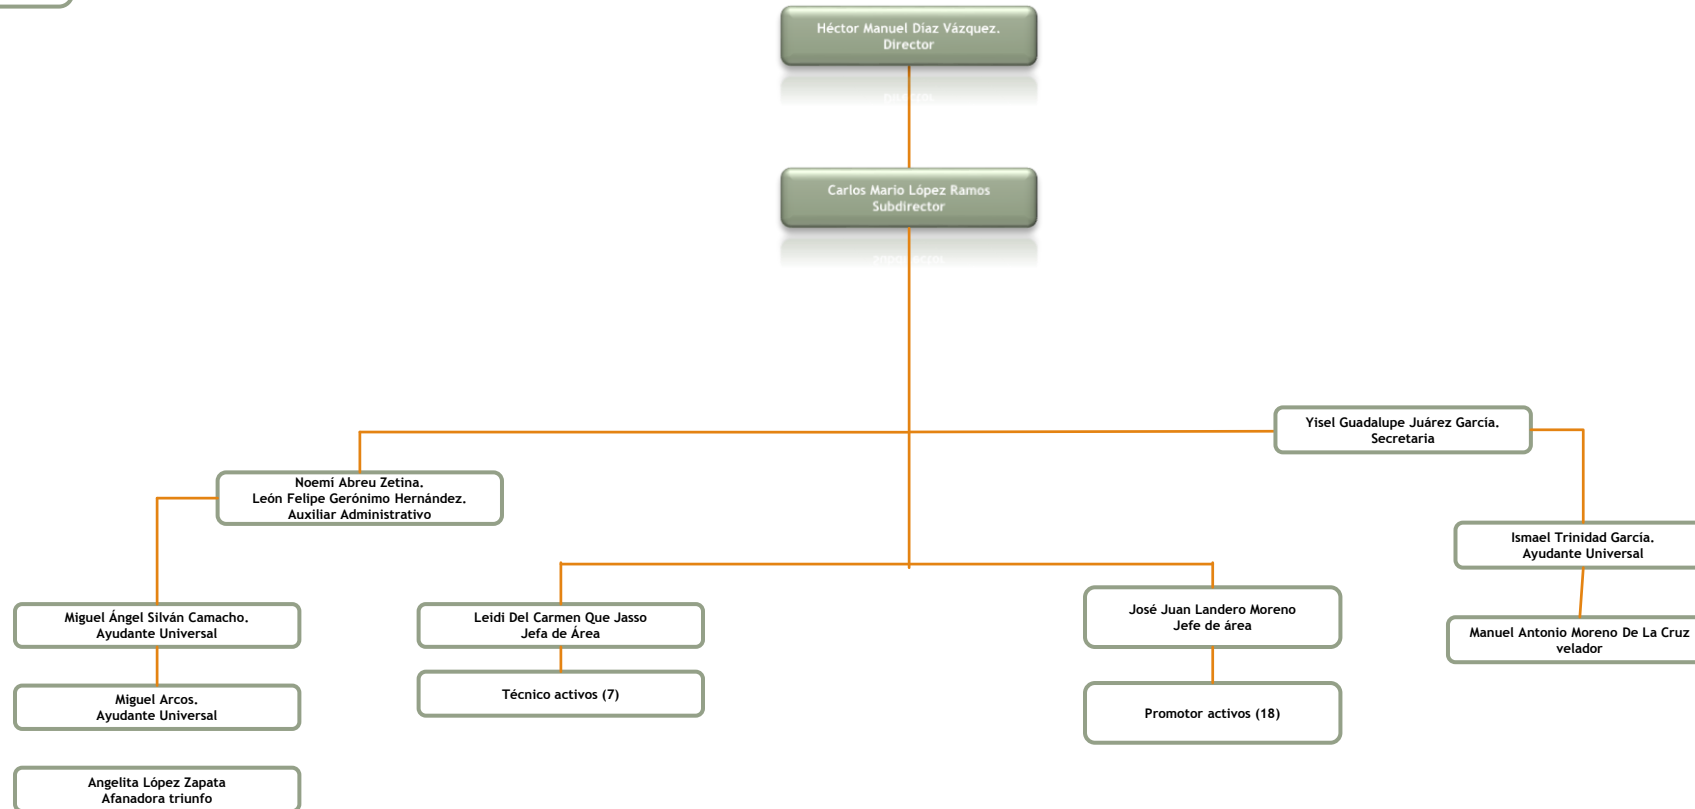 Héctor Manuel Díaz Vázquez.
Director
Carlos Mario López Ramos
Subdirector
Yisel Guadalupe Juárez García.
Secretaria
Noemí Abreu Zetina.
León Felipe Gerónimo Hernández.
Auxiliar Administrativo
Ismael Trinidad García.
Ayudante Universal
Miguel Ángel Silván Camacho.
Ayudante Universal
Leidi Del Carmen Que Jasso
Jefa de Área
José Juan Landero Moreno
Jefe de área
Manuel Antonio Moreno De La Cruz
velador
Miguel Arcos.
Ayudante Universal
Técnico activos (7)
Promotor activos (18)
Angelita López Zapata
Afanadora triunfo